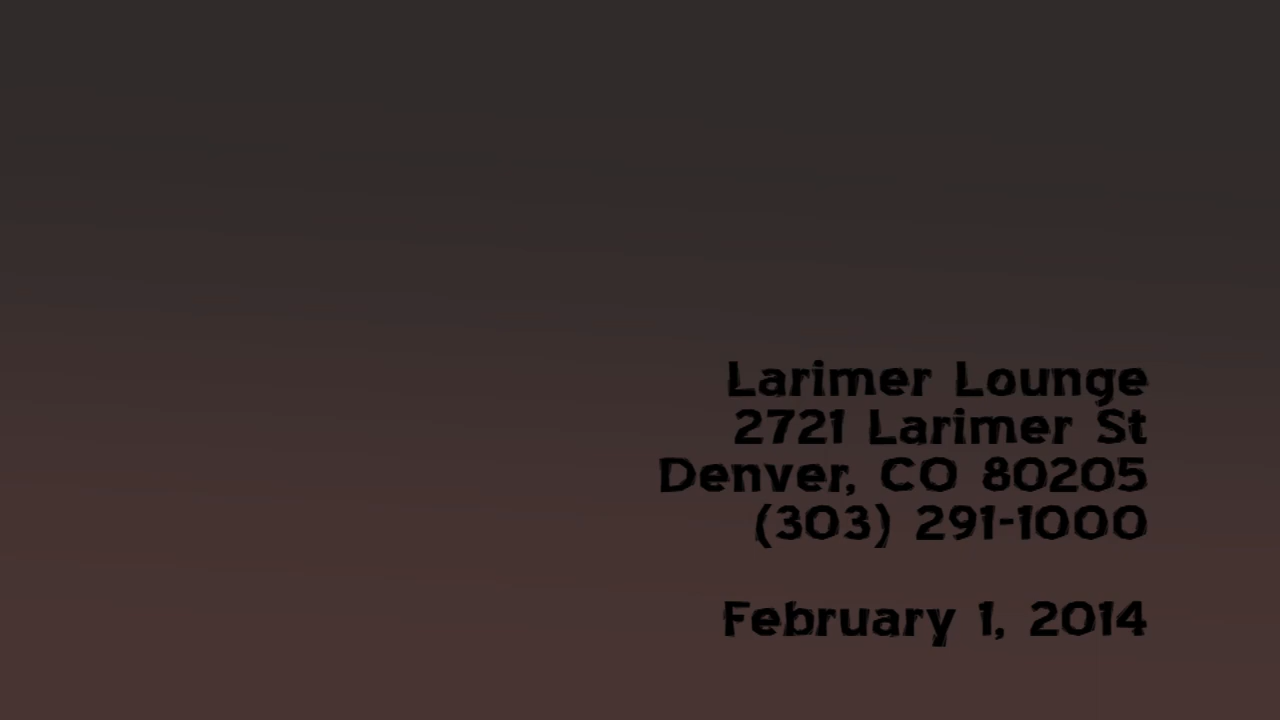 Larimer Lounge
2721 Larimer St
Denver, CO 80205
(303) 291-1000
February 1, 2014